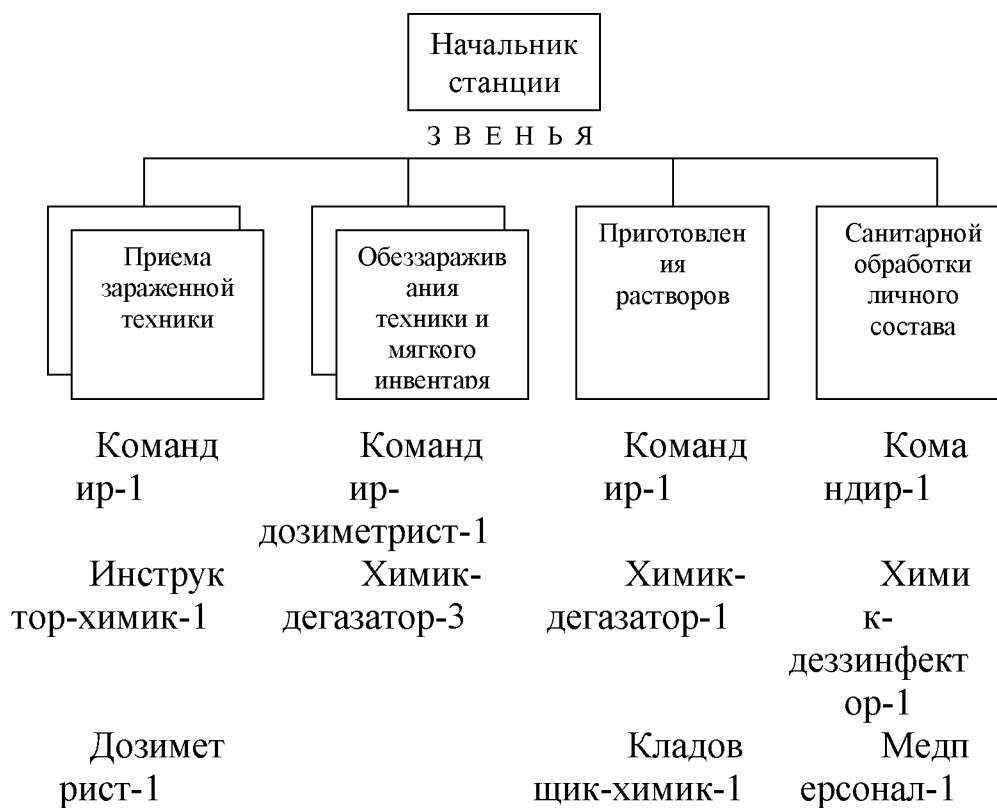 Начальник
станции
З В Е Н Ь Я
Приема
зараженной
техники
Обеззаражив
ания
техники и
мягкого
инвентаря
Приготовлен
ия
растворов
Санитарной
обработки
личного
состава
Команд
ир-1
Команд
ир-
дозиметрист-1
Команд
ир-1
Кома
ндир-1
Инструк
тор-химик-1
Химик-
дегазатор-3
Химик-
дегазатор-1
Хими
к-
деззинфект
ор-1
Дозимет
рист-1
Кладов
щик-химик-1
Медп
ерсонал-1